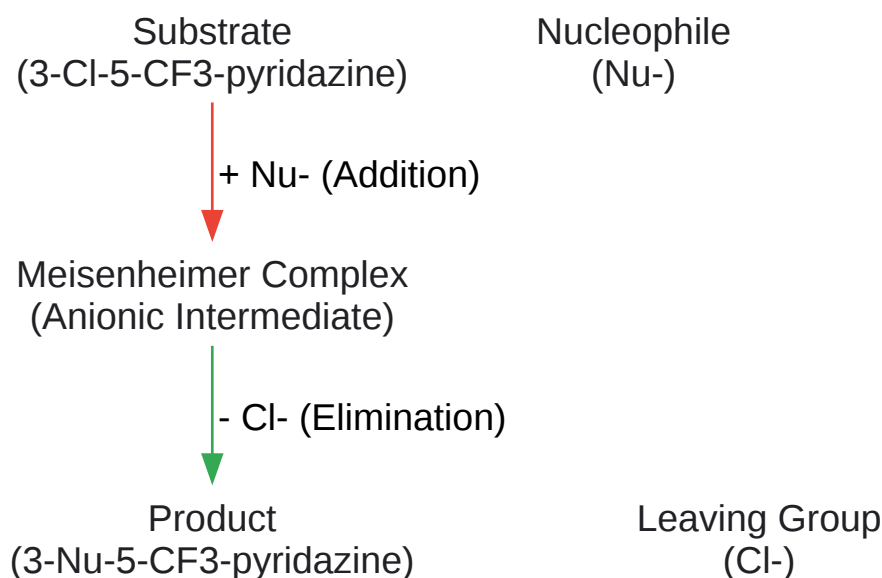 Substrate
(3-Cl-5-CF3-pyridazine)
Nucleophile
(Nu-)
+ Nu- (Addition)
Meisenheimer Complex
(Anionic Intermediate)
- Cl- (Elimination)
Product
(3-Nu-5-CF3-pyridazine)
Leaving Group
(Cl-)